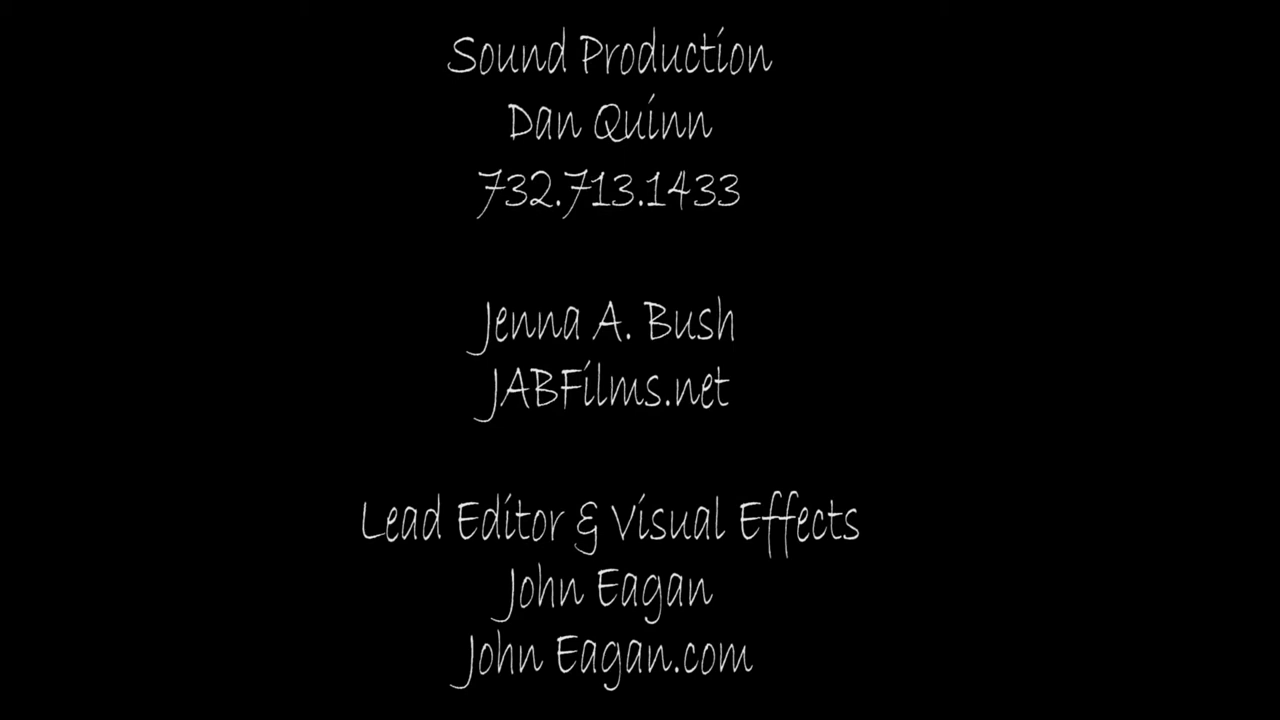 Sound Production
Dan Quinn
732.713.1433
Jenna A. Bush
JABFilms.net
Lead Editor & Visual Effects
John Eagan
John Eagan.com